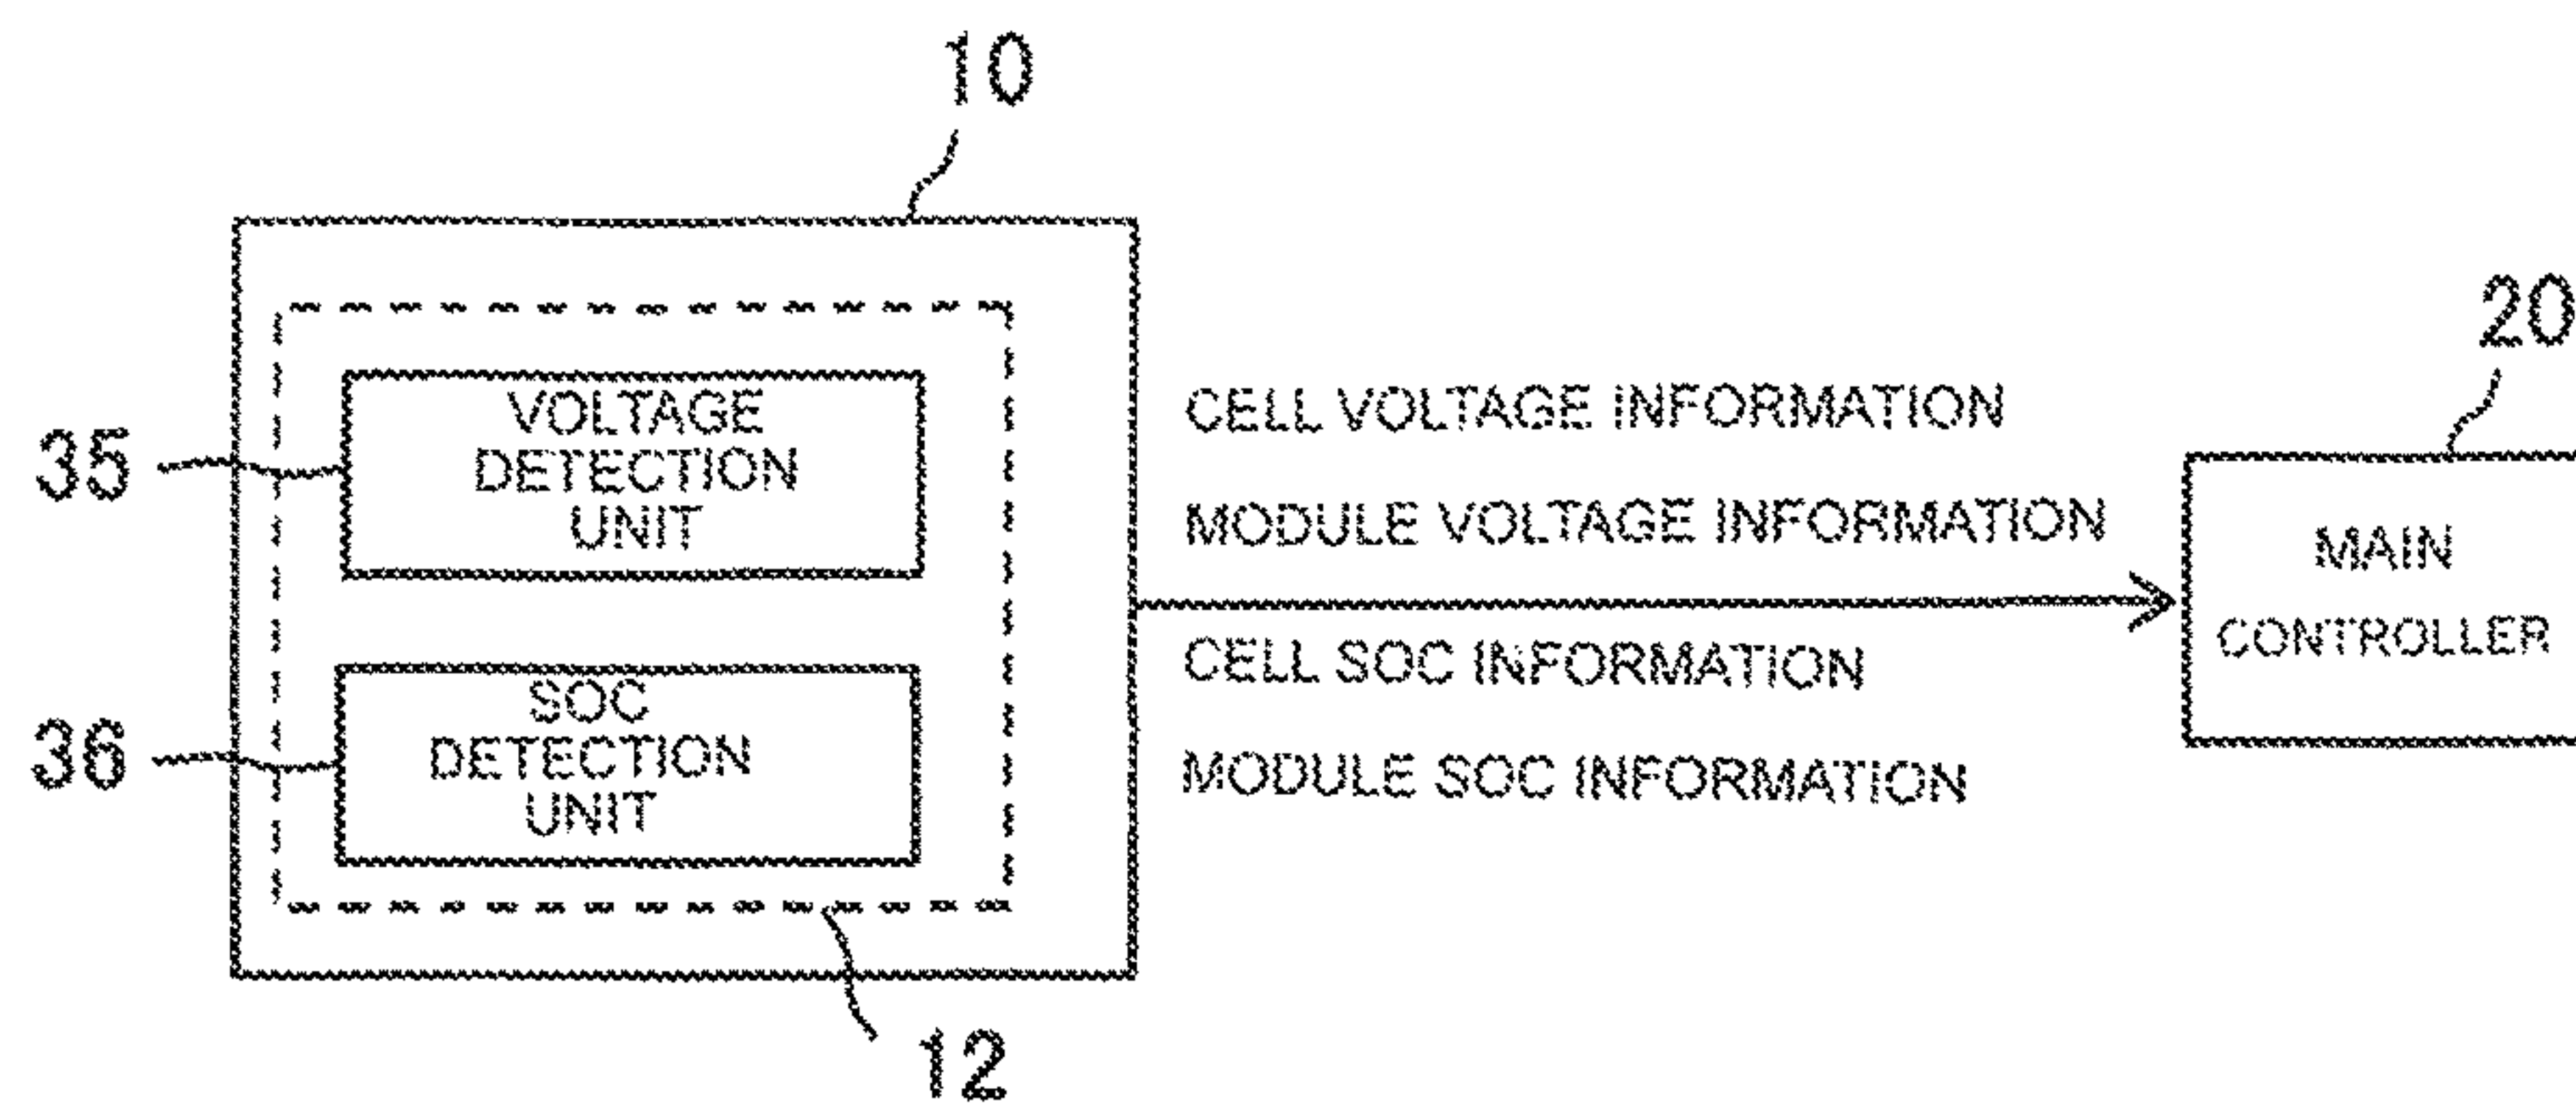 10
20
35
VOLTAGE
DETECTION
UNIT
36
SOC
DETECTION
UNIT
12
CELL VOLTAGE INFORMATION
MODULE VOLTAGE INFORMATION
CELL SOC INFORMATION
MODULE SOC INFORMATION
MAIN
CONTROLLER